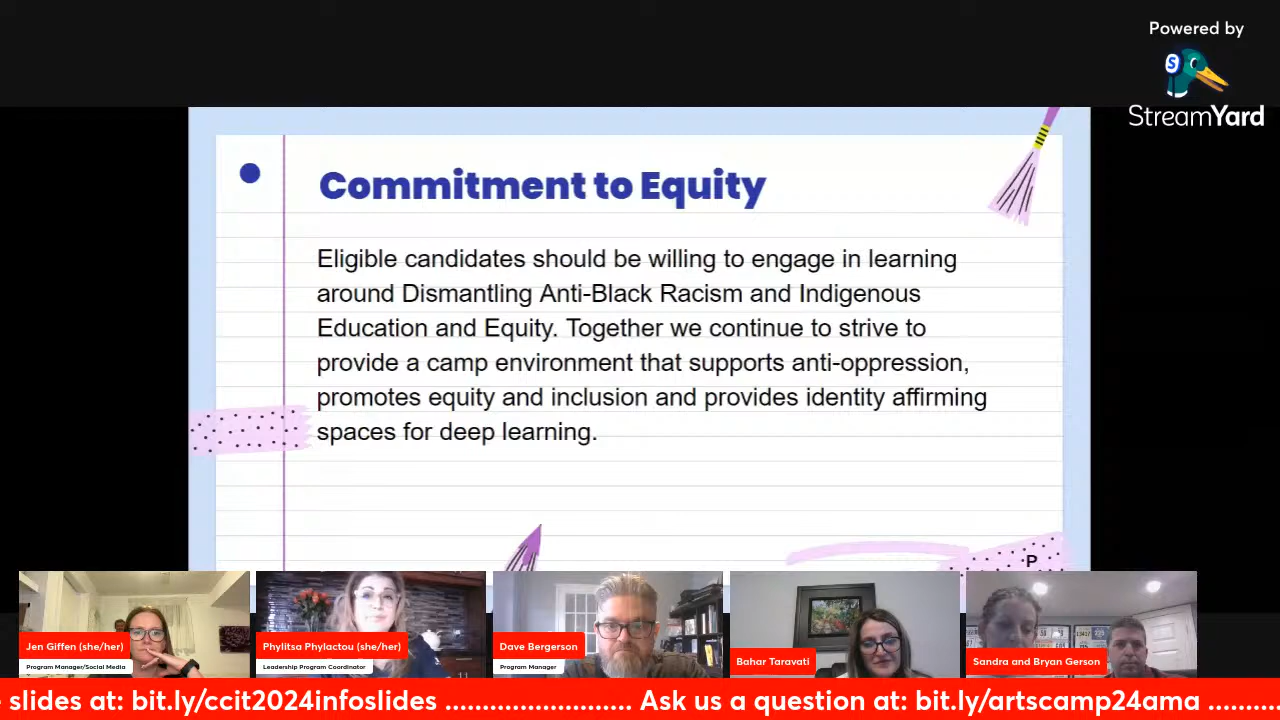 Powered by
S
StreamYard
Commitment to Equity
Eligible candidates should be willing to engage in learning
around Dismantling Anti-Black Racism and Indigenous
Education and Equity. Together we continue to strive to
provide a camp environment that supports anti-oppression,
promotes equity and inclusion and provides identity affirming
spaces for deep learning.
P
Jen Giffen (she/her)
Program Manager/Social Media
Phylitsa Phylactou (she/her)
Leadership Program Coordinator
Dave Bergerson
Program Manager
Bahar Taravati
Sandra and Bryan Gerson
slides at: bit.ly/ccit2024infoslides ......................... Ask us a question at: bit.ly/artscamp24ama ..........